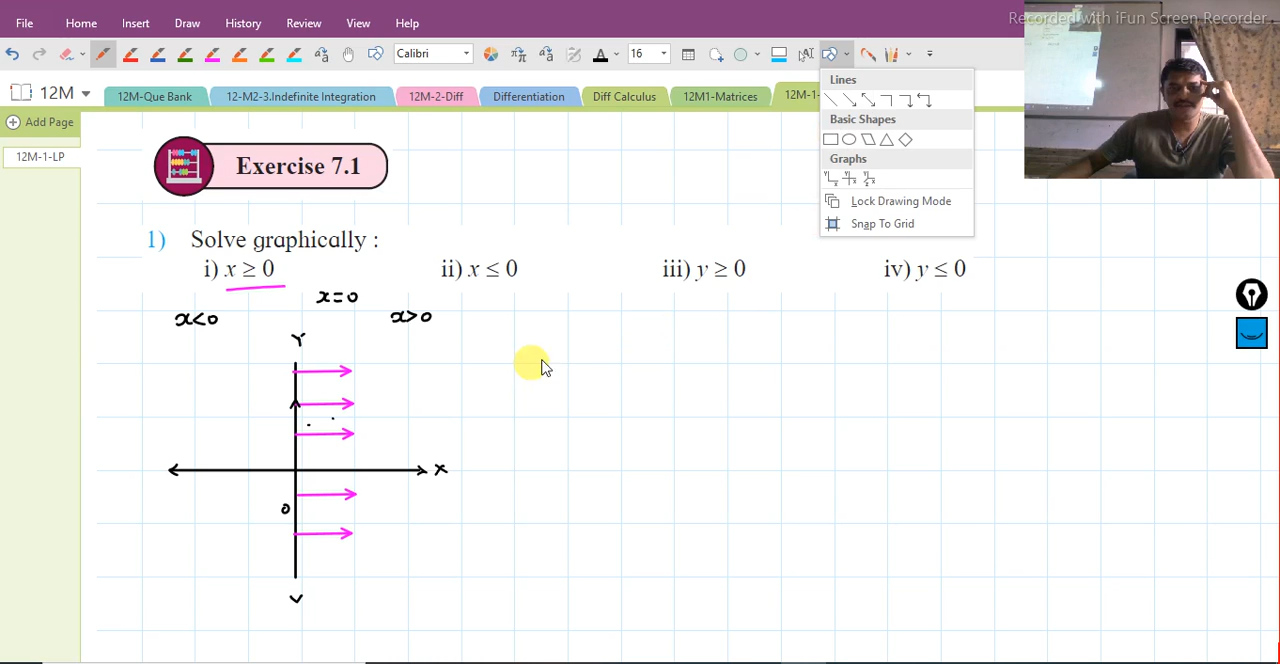 File Home Insert Draw History Review View Help
Recorded with iFun Screen Recorder
Calibri 16
12M
12M-Que Bank 12-M2-3.Indefinite Integration 12M-2-Diff Differentiation Diff Calculus 12M1-Matrices 12M-1-
Lines
Basic Shapes
Graphs
Lock Drawing Mode
Snap To Grid
Add Page
12M-1-LP
Exercise 7.1
1) Solve graphically :
i) x ≥ 0 ii) x ≤ 0 iii) y ≥ 0 iv) y ≤ 0
x=0
x<0 x>0
Y
X
0